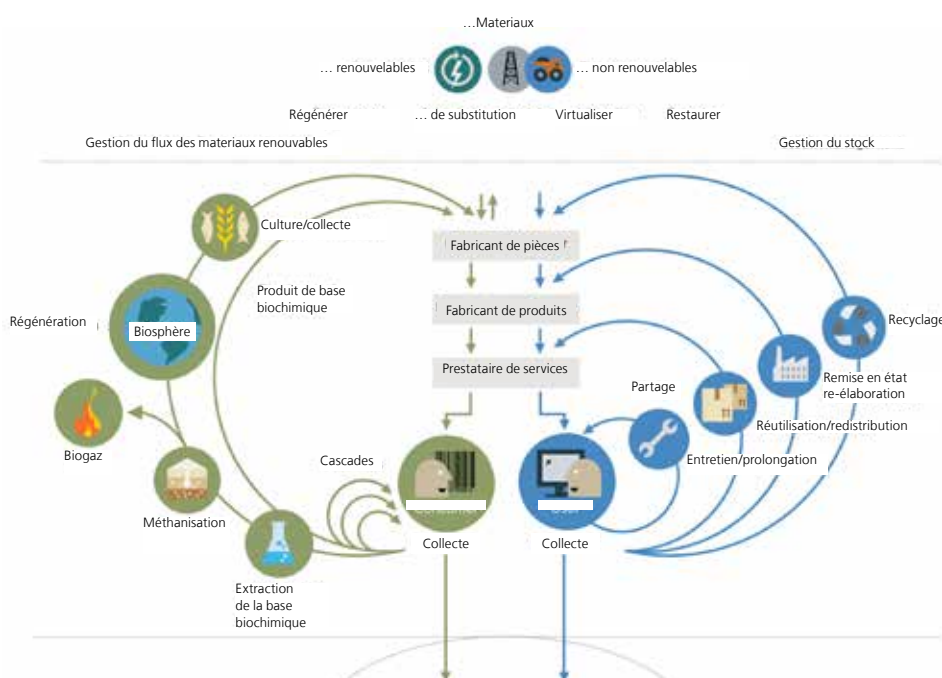 …Materiaux
… renouvelables
… non renouvelables
Régénérer
… de substitution
Virtualiser
Restaurer
Gestion du flux des materiaux renouvables
Gestion du stock
Culture/collecte
Fabricant de pièces
Produit de base
biochimique
Fabricant de produits
Régénération
Biosphère
Recyclage
Prestataire de services
Partage
Remise en état
re-élaboration
Réutilisation/redistribution
Biogaz
Cascades
Entretien/prolongation
Méthanisation
Collecte
Collecte
Extraction
de la base
biochimique